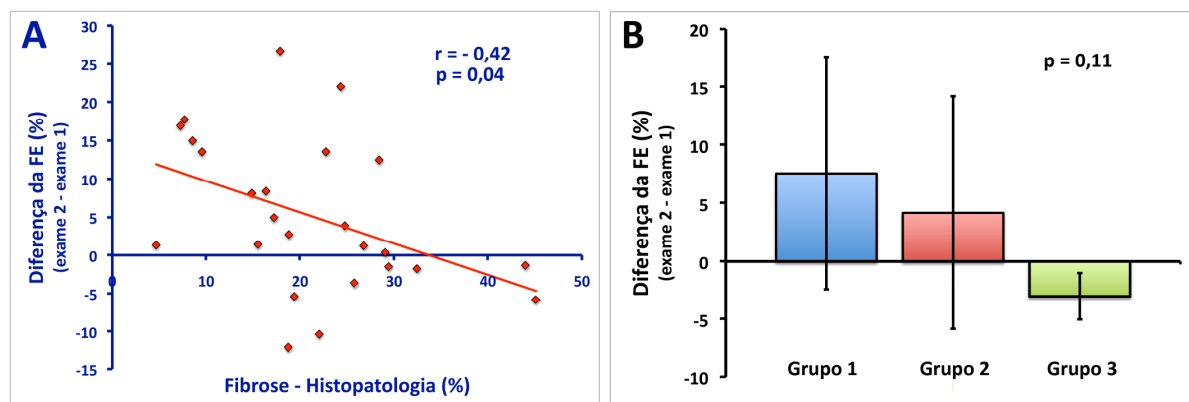 A
r = - 0,42
p = 0,04
Diferença da FE (%)
(exame 2 - exame 1)
30
25
20
15
10
5
0
-5
-10
-15
0
10
20
30
40
50
Fibrose - Histopatologia (%)
B
p = 0,11
Diferença da FE (%)
(exame 2 - exame 1)
20
15
10
5
0
-5
-10
Grupo 1
Grupo 2
Grupo 3